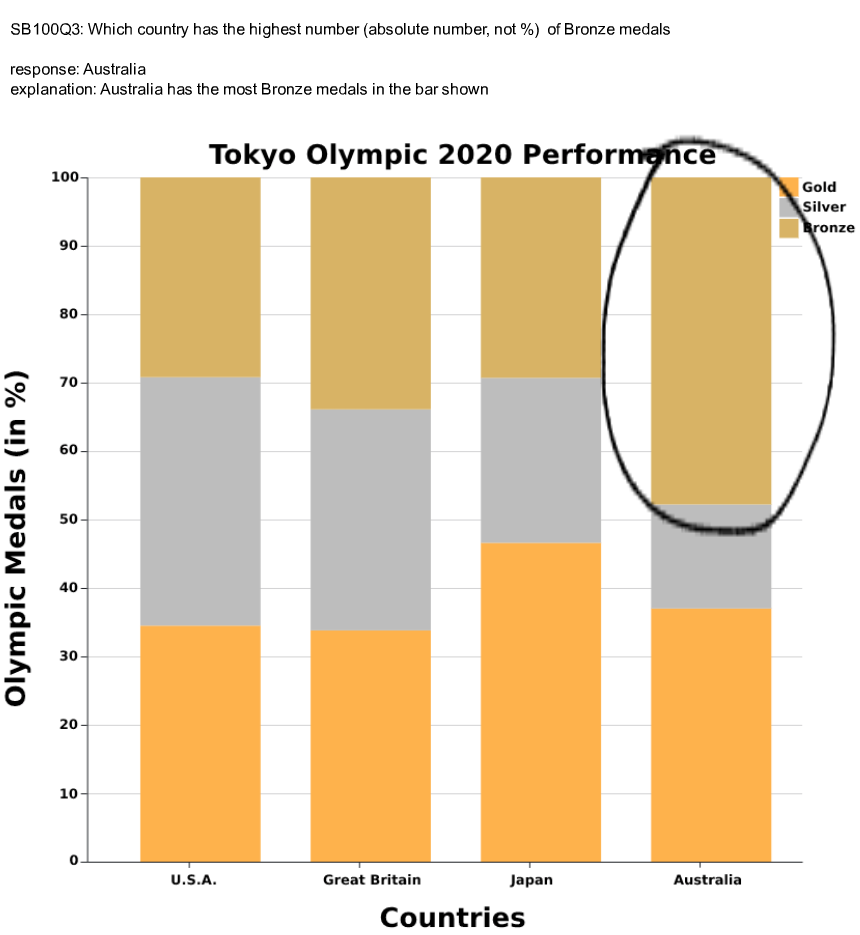 SB100Q3: Which country has the highest number (absolute number, not %)  of Bronze medals
response: Australia
explanation: Australia has the most Bronze medals in the bar shown
Tokyo Olympic 2020 Performance
Gold
Silver
Bronze
Olympic Medals (in %)
100
90
80
70
60
50
40
30
20
10
0
U.S.A.
Great Britain
Japan
Australia
Countries